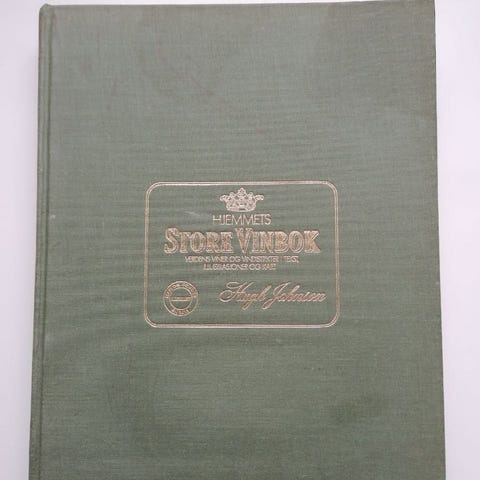 HJEMMETS
STORE VINBOK
VERDENS VINER OG VINDISTRIKTER I TEKST,
ILLUSTRASJONER OG KART
Hugh Johnson